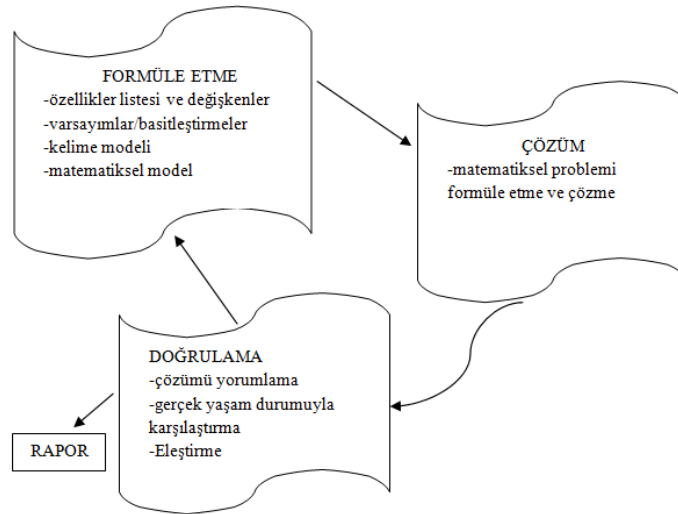 FORMÜLE ETME
-özellikler listesi ve değişkenler
-varsayımlar/basitleştirmeler
-kelime modeli
-matematiksel model
ÇÖZÜM
-matematiksel problemi
formüle etme ve çözme
DOĞRULAMA
-çözümü yorumlama
-gerçek yaşam durumuyla
karşılaştırma
-Eleştirme
RAPOR